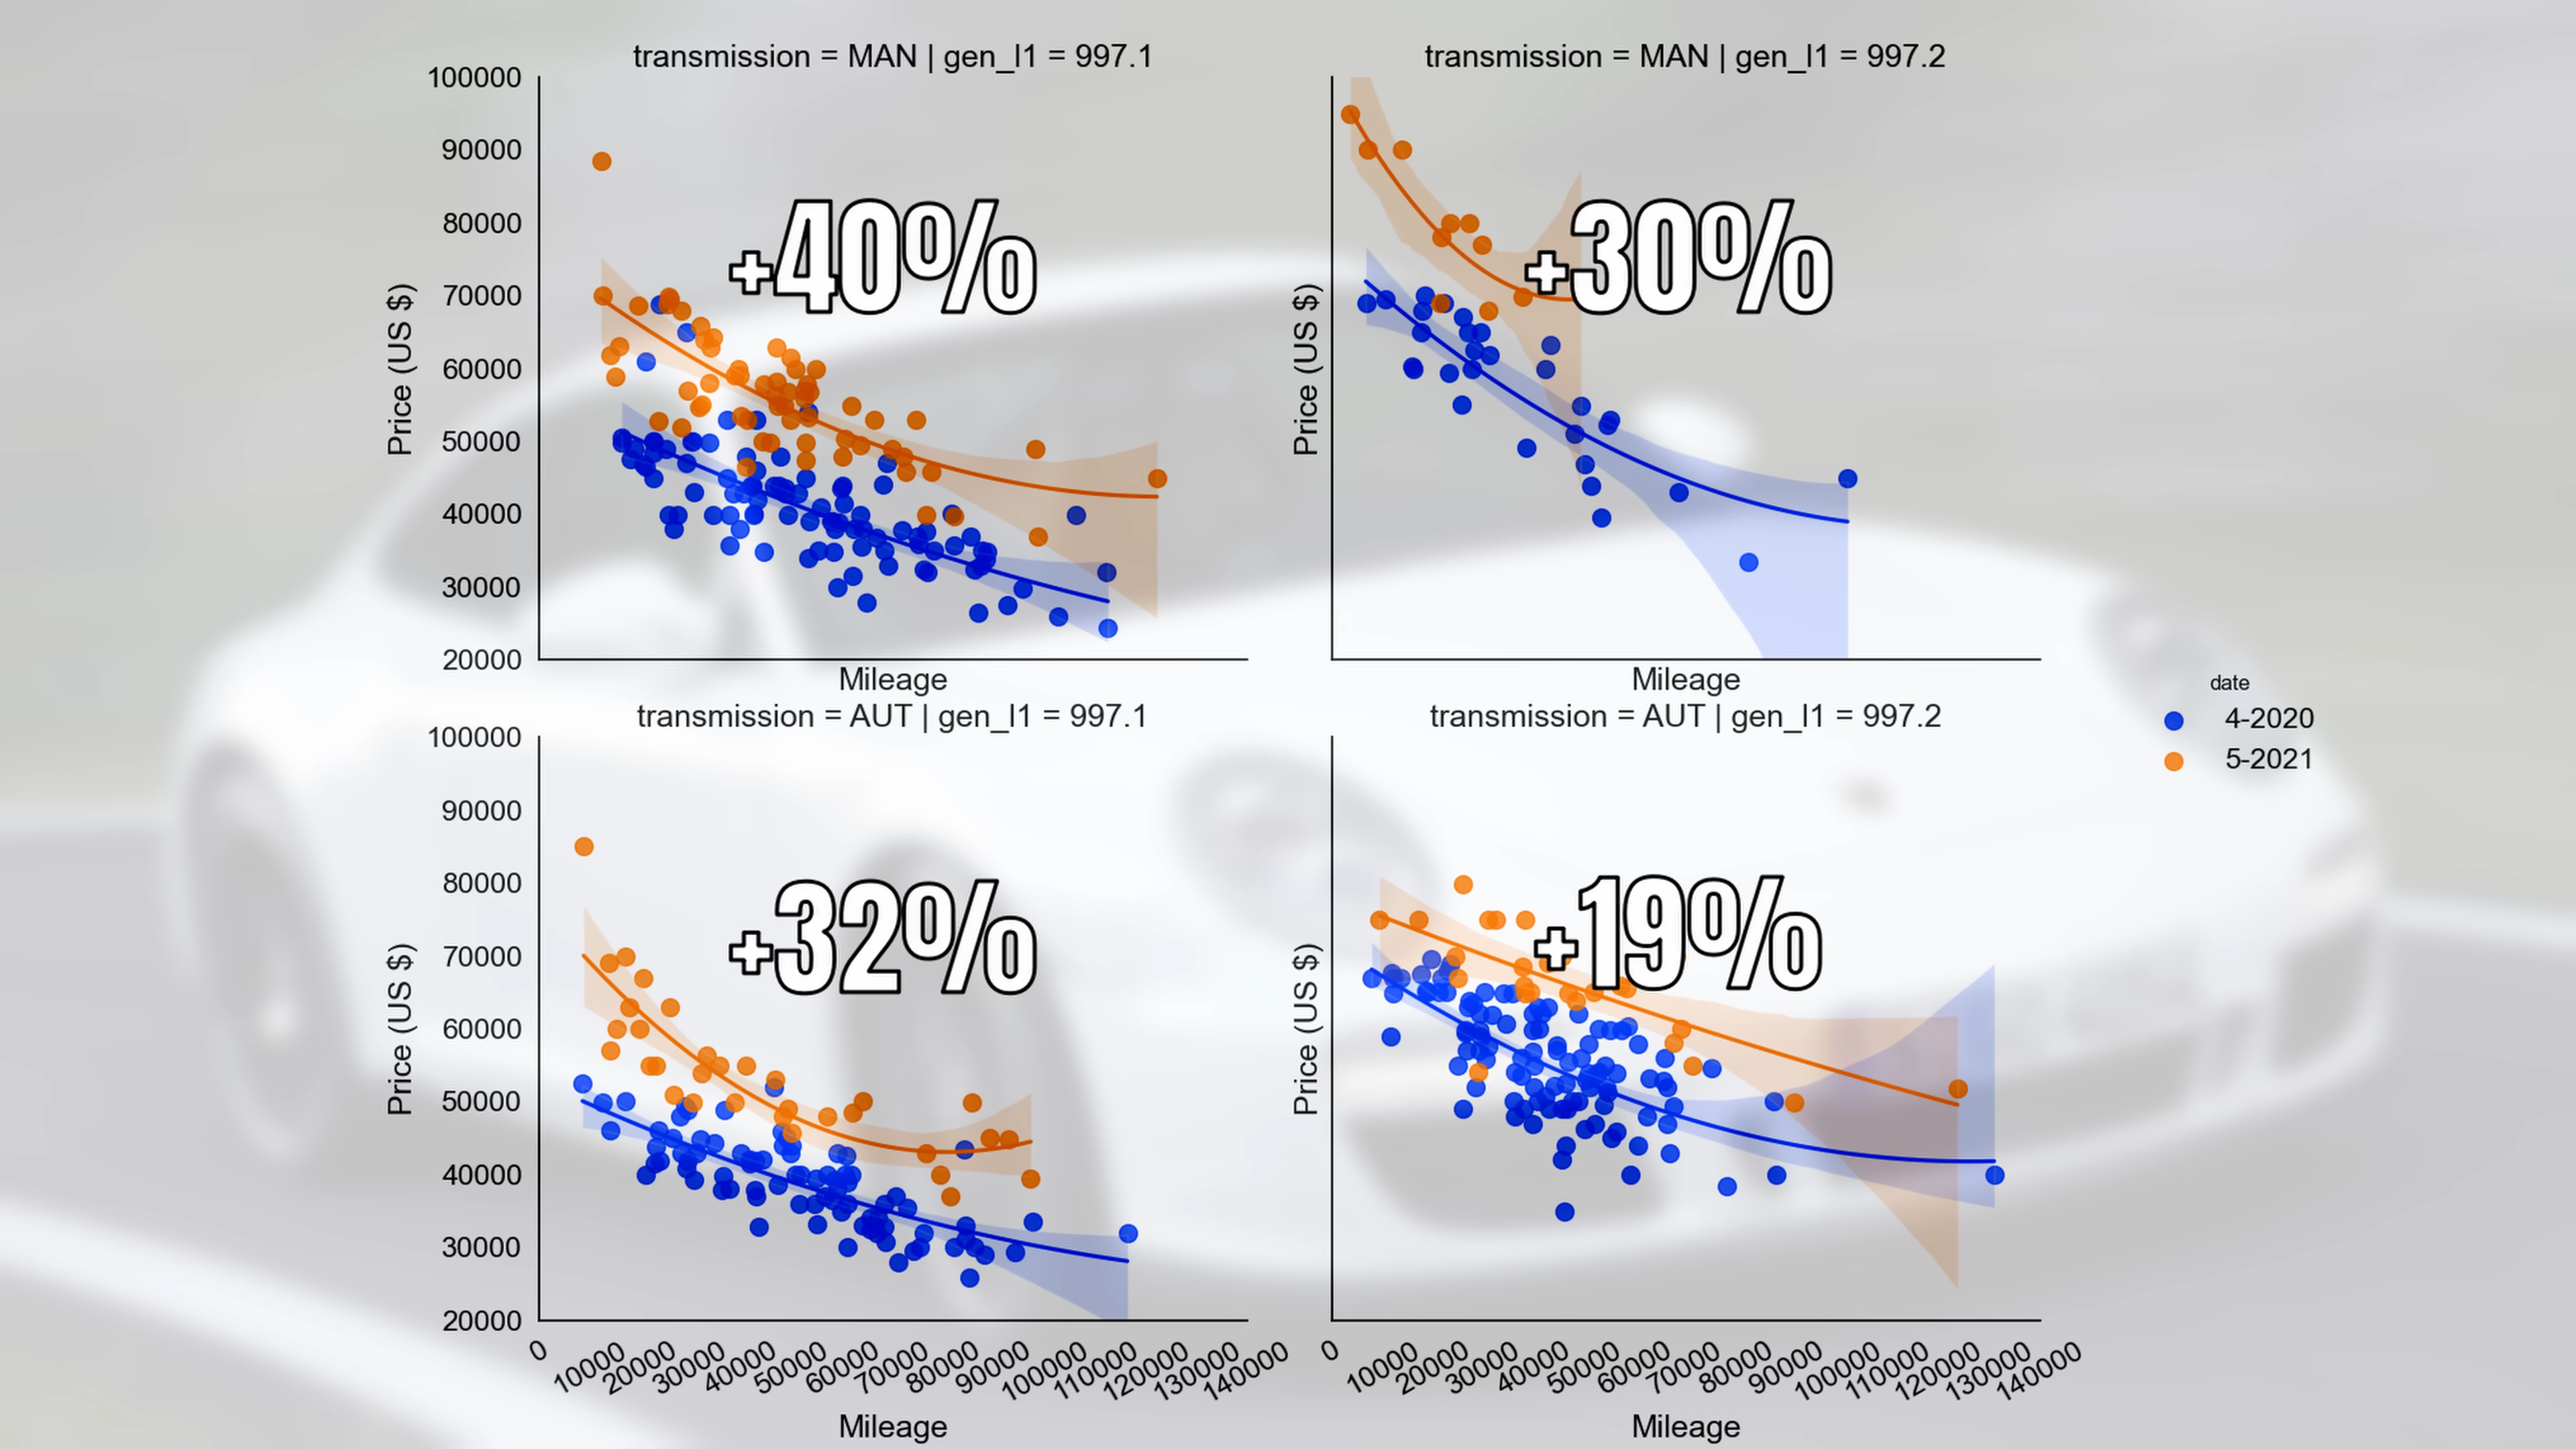 transmission = MAN | gen_l1 = 997.1
100000
90000
80000
70000
60000
50000
40000
30000
20000
Price (US $)
+40%
Mileage
transmission = MAN | gen_l1 = 997.2
Price (US $)
+30%
Mileage
transmission = AUT | gen_l1 = 997.1
100000
90000
80000
70000
60000
50000
40000
30000
20000
Price (US $)
+32%
0 10000 20000 30000 40000 50000 60000 70000 80000 90000 100000 110000 120000 130000 140000
Mileage
transmission = AUT | gen_l1 = 997.2
Price (US $)
+19%
0 10000 20000 30000 40000 50000 60000 70000 80000 90000 100000 110000 120000 130000 140000
Mileage
date
4-2020
5-2021